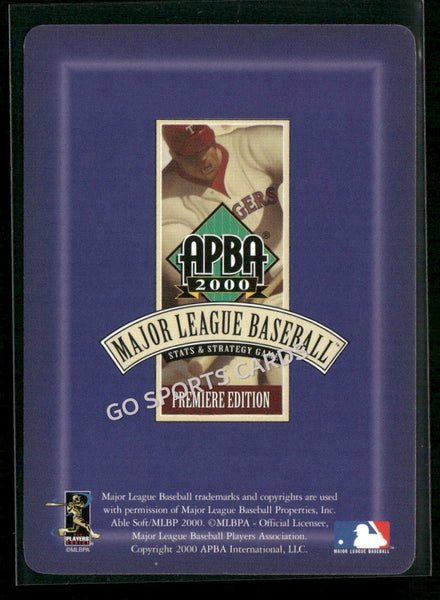 T
GERS
APBA®
2000
MAJOR LEAGUE BASEBALL™
STATS & STRATEGY GAME
GO SPORTS CARDS
PREMIERE EDITION
Major League Baseball trademarks and copyrights are used
with permission of Major League Baseball Properties, Inc.
Able Soft/MLBP 2000. ©MLBPA - Official Licensee,
Major League Baseball Players Association.
Copyright 2000 APBA International, LLC.
PLAYERS
©MLBPA
MAJOR LEAGUE BASEBALL